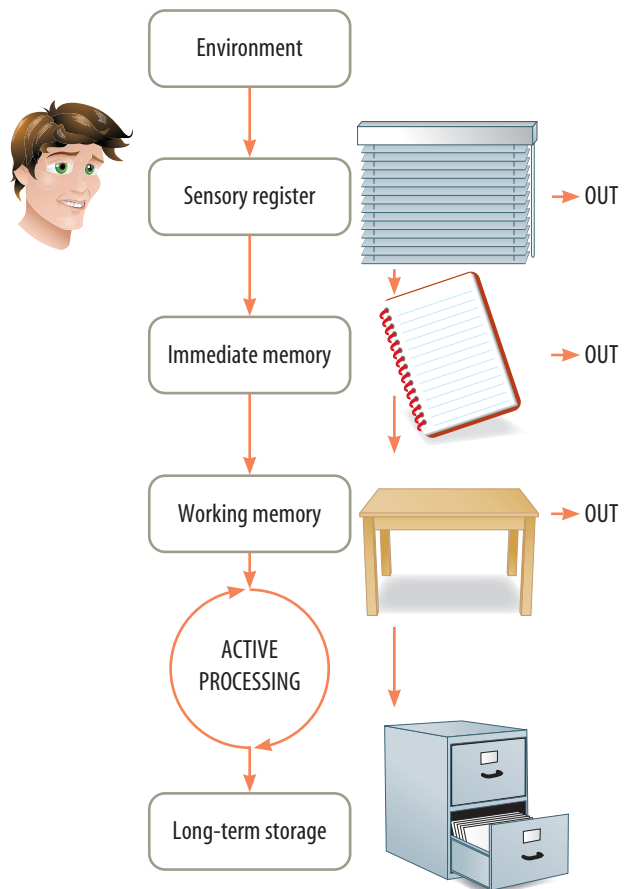 Environment
Sensory register
OUT
Immediate memory
OUT
Working memory
OUT
ACTIVE
PROCESSING
Long-term storage